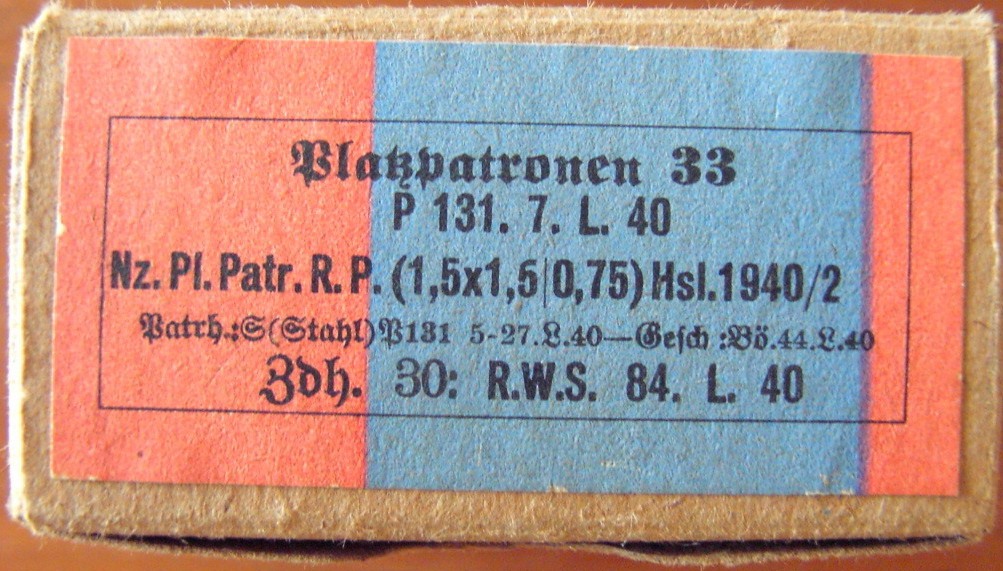 Platzpatronen 33
P 131. 7. L. 40
Nz. Pl. Patr. R. P. (1,5x1,5/0,75) Hsl. 1940/2
Patrh.: S (Stahl) P131 5-27. L. 40—Gesch: Bö. 44. L. 40
Zdh. 30: R.W.S. 84. L. 40